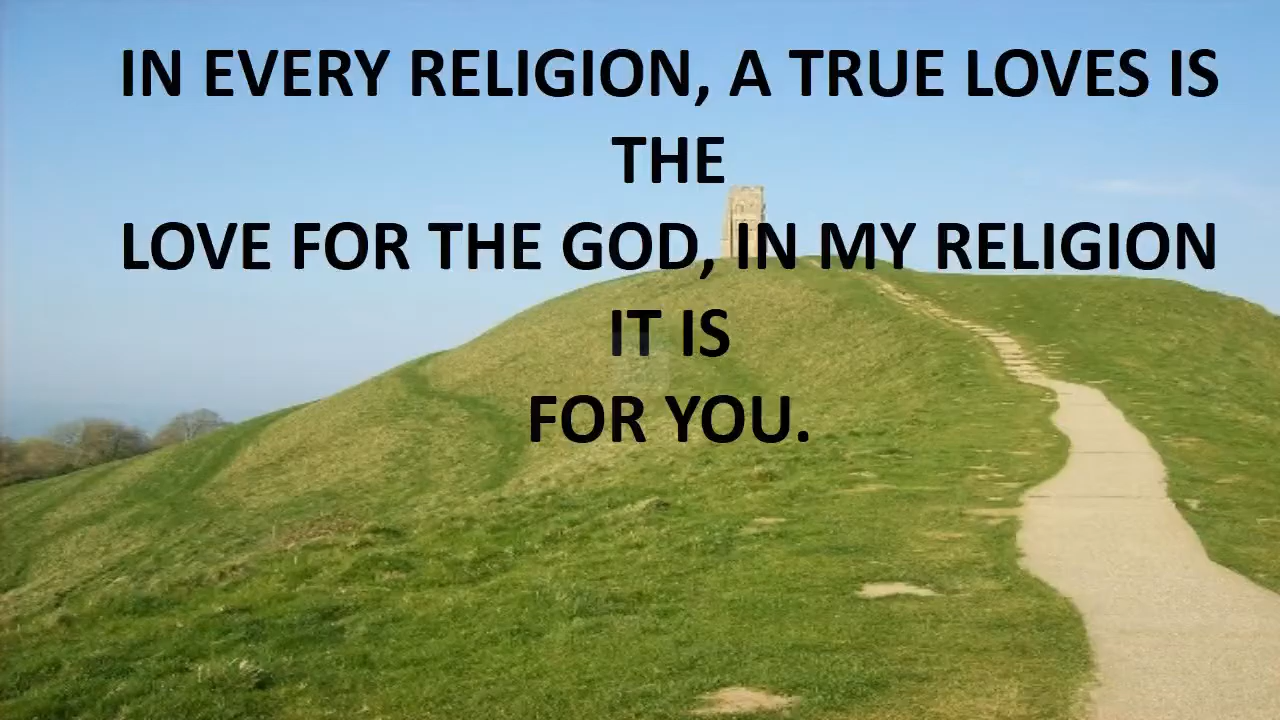 IN EVERY RELIGION, A TRUE LOVES IS
THE
LOVE FOR THE GOD, IN MY RELIGION
IT IS
FOR YOU.